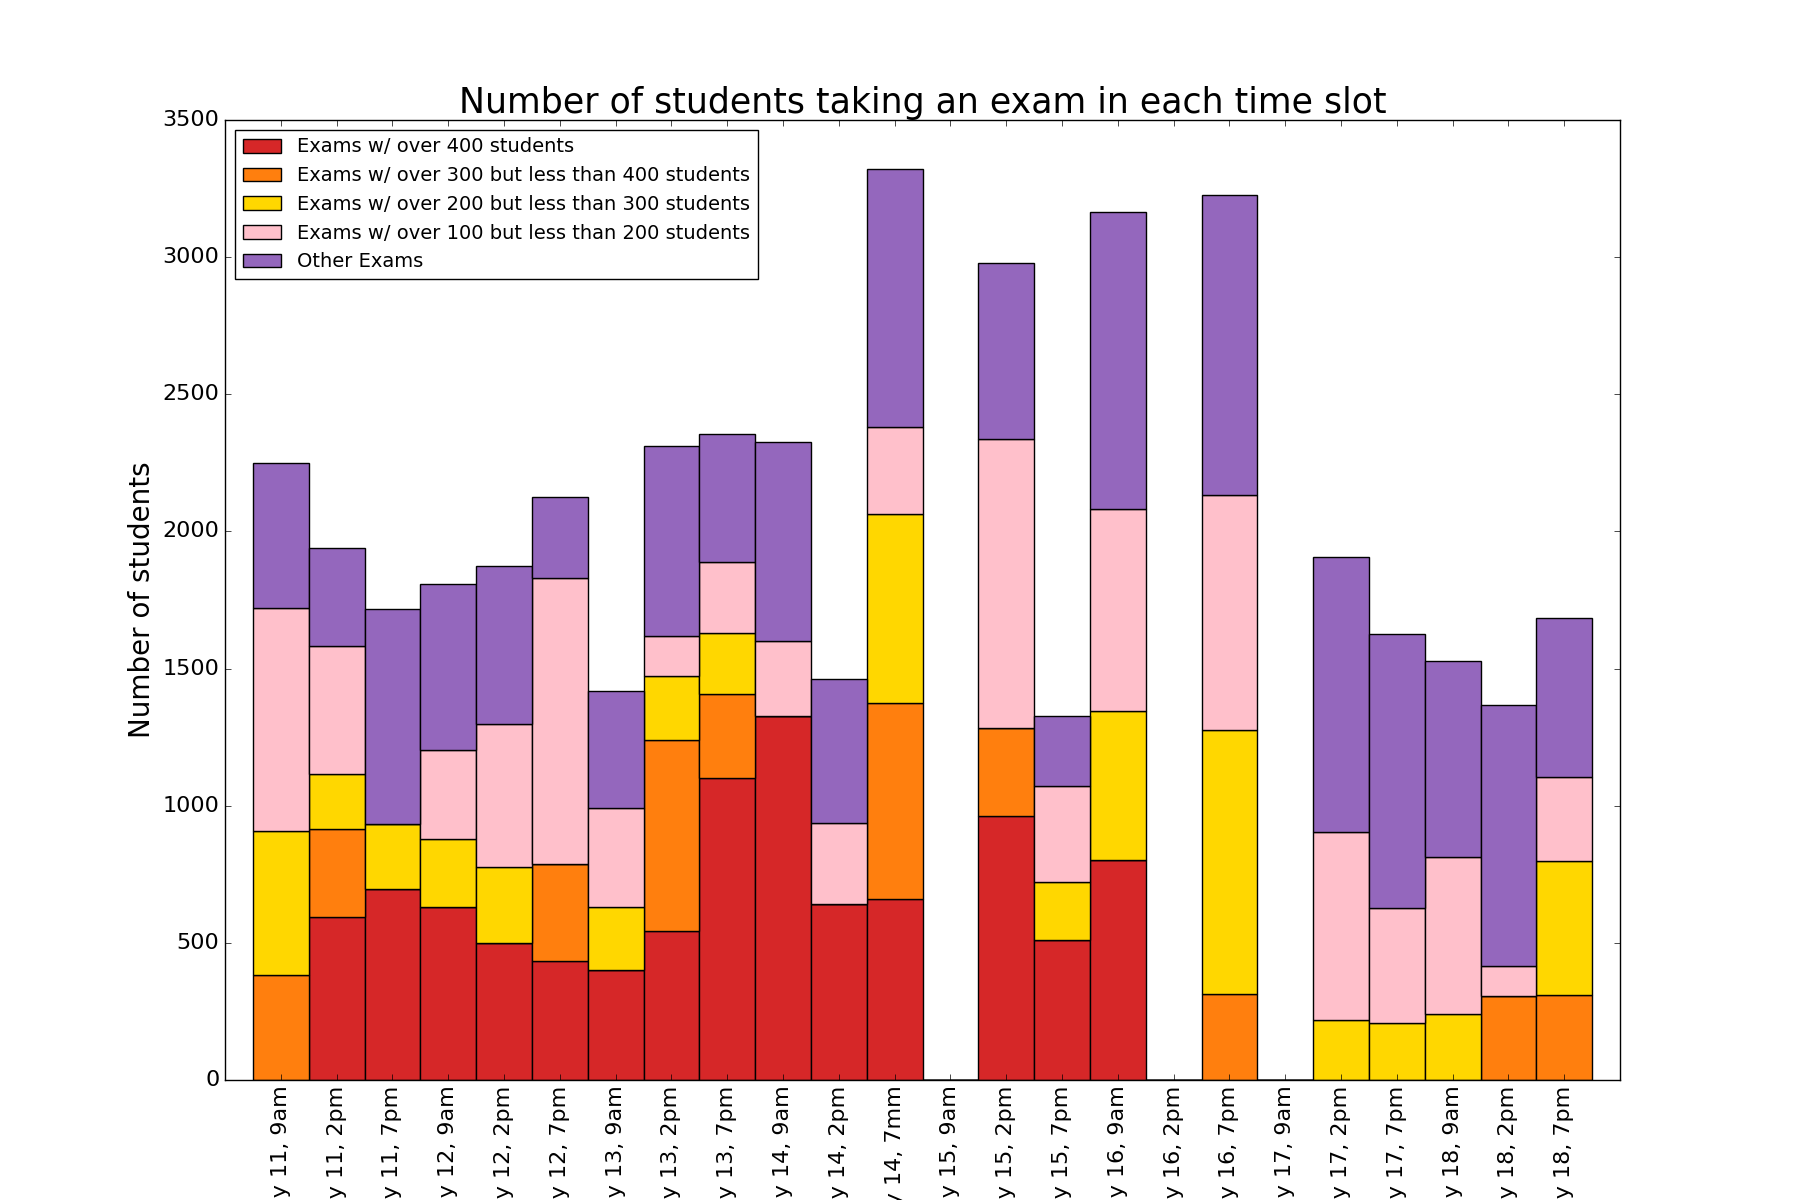 Number of students taking an exam in each time slot
Exams w/ over 400 students
Exams w/ over 300 but less than 400 students
Exams w/ over 200 but less than 300 students
Exams w/ over 100 but less than 200 students
Other Exams
Number of students
3500
3000
2500
2000
1500
1000
500
0
y 11, 9am
y 11, 2pm
y 11, 7pm
y 12, 9am
y 12, 2pm
y 12, 7pm
y 13, 9am
y 13, 2pm
y 13, 7pm
y 14, 9am
y 14, 2pm
y 14, 7mm
y 15, 9am
y 15, 2pm
y 15, 7pm
y 16, 9am
y 16, 2pm
y 16, 7pm
y 17, 9am
y 17, 2pm
y 17, 7pm
y 18, 9am
y 18, 2pm
y 18, 7pm